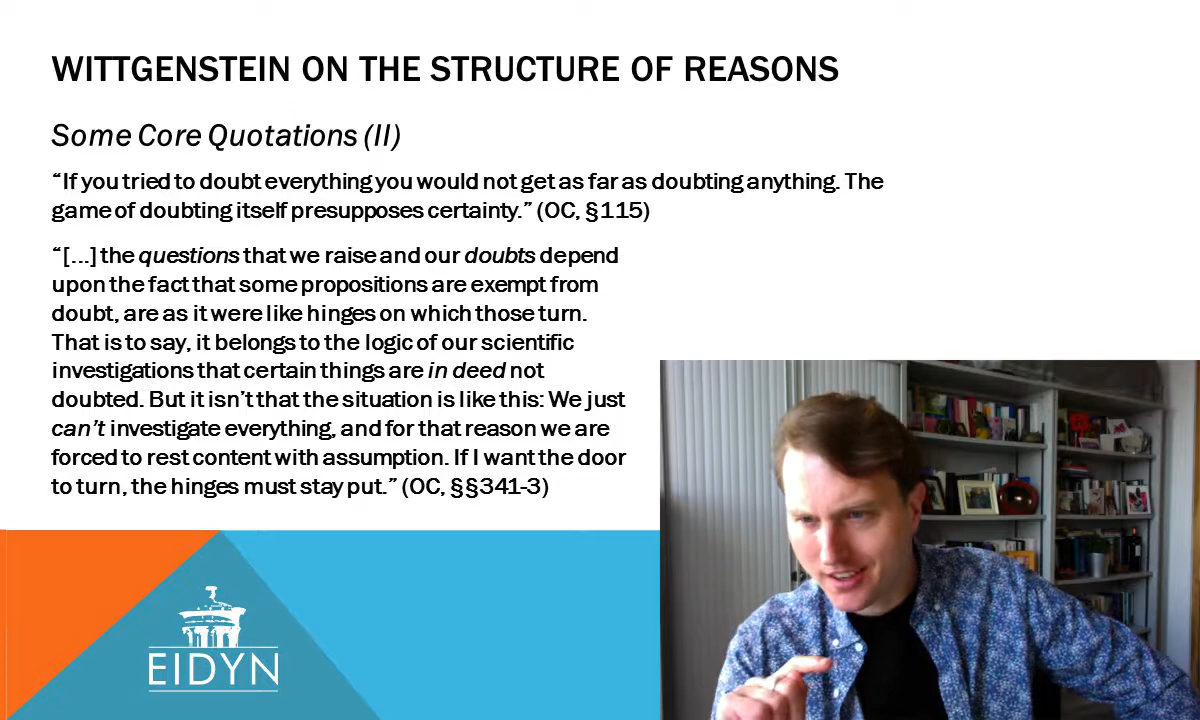 WITTGENSTEIN ON THE STRUCTURE OF REASONS
Some Core Quotations (II)
“If you tried to doubt everything you would not get as far as doubting anything. The
game of doubting itself presupposes certainty.” (OC, §115)
“[...] the questions that we raise and our doubts depend
upon the fact that some propositions are exempt from
doubt, are as it were like hinges on which those turn.
That is to say, it belongs to the logic of our scientific
investigations that certain things are in deed not
doubted. But it isn’t that the situation is like this: We just
can’t investigate everything, and for that reason we are
forced to rest content with assumption. If I want the door
to turn, the hinges must stay put.” (OC, §§341-3)
EIDYN